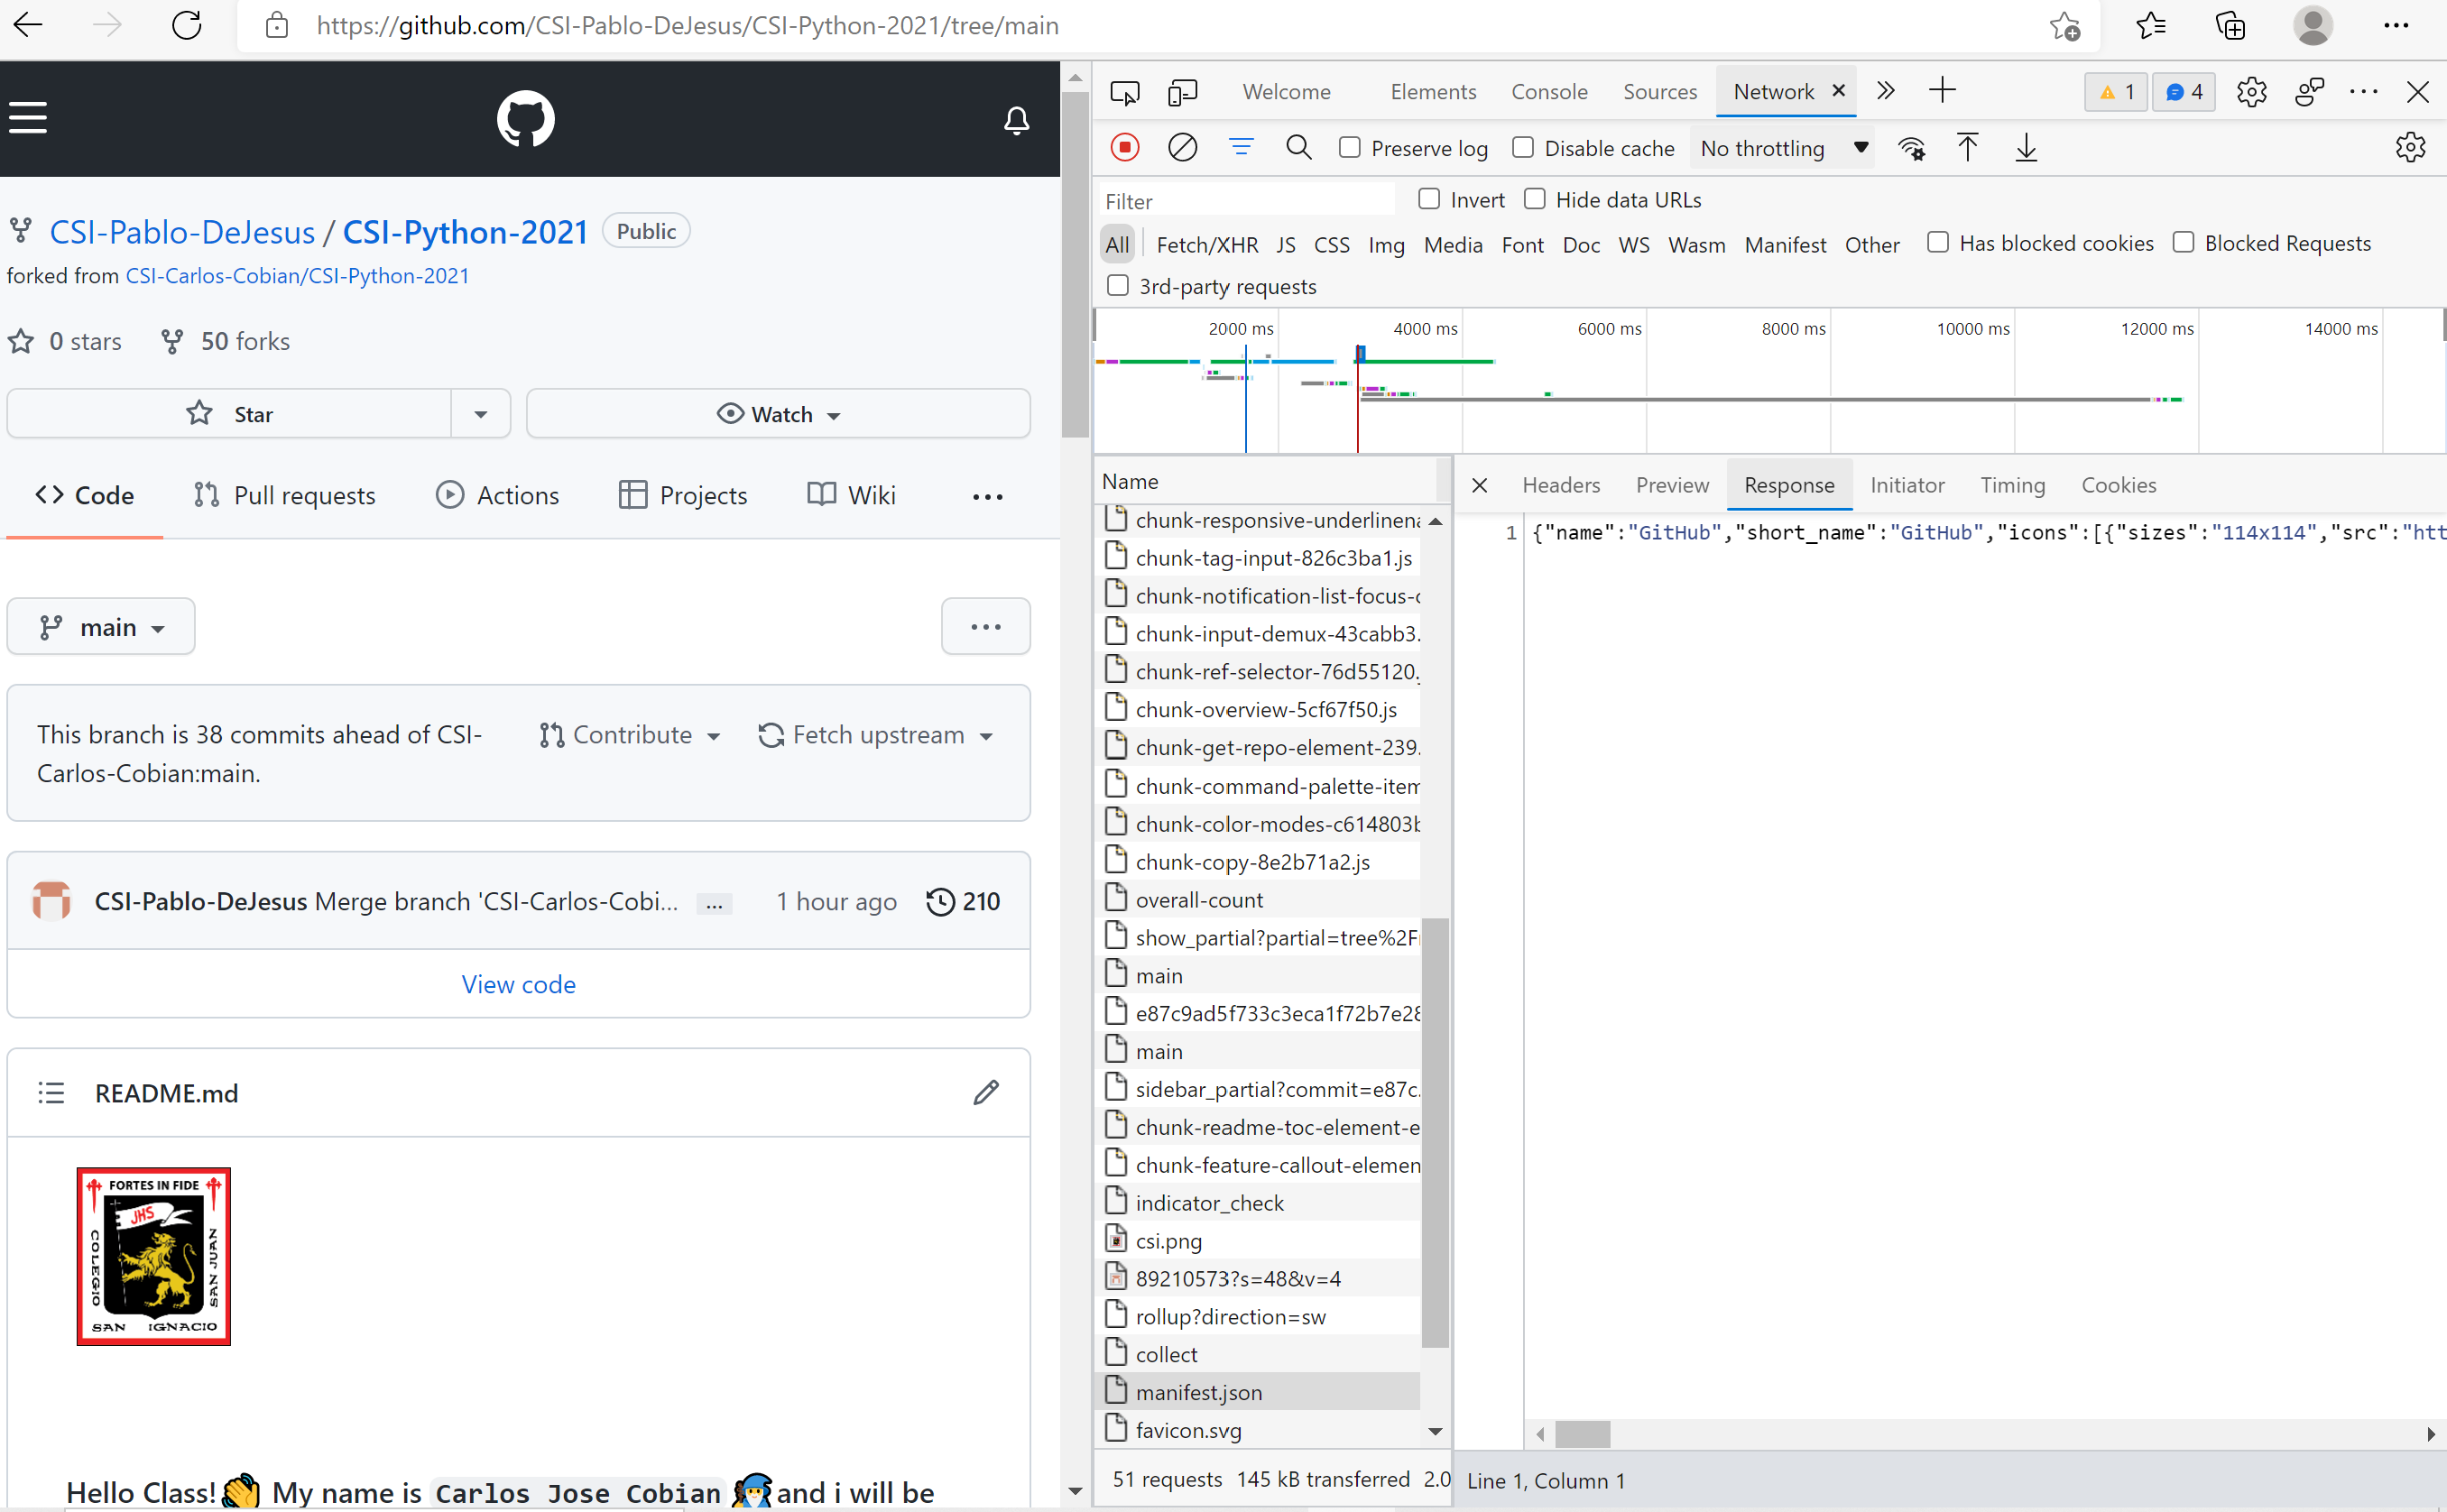 https://github.com/CSI-Pablo-DeJesus/CSI-Python-2021/tree/main
CSI-Pablo-DeJesus / CSI-Python-2021 Public
forked from CSI-Carlos-Cobian/CSI-Python-2021
0 stars 50 forks
Star Watch
Code Pull requests Actions Projects Wiki ...
main ...
This branch is 38 commits ahead of CSI-
Carlos-Cobian:main.
Contribute Fetch upstream
CSI-Pablo-DeJesus Merge branch 'CSI-Carlos-Cobi... ... 1 hour ago 210
View code
README.md
FORTES IN FIDE
JHS
COLEGIO
SAN JUAN
SAN IGNACIO
Hello Class! My name is Carlos Jose Cobian and i will be
Welcome Elements Console Sources Network 1 4
Preserve log Disable cache No throttling
Filter Invert Hide data URLs
All Fetch/XHR JS CSS Img Media Font Doc WS Wasm Manifest Other Has blocked cookies Blocked Requests
3rd-party requests
2000 ms 4000 ms 6000 ms 8000 ms 10000 ms 12000 ms 14000 ms
Name
chunk-responsive-underlinena
chunk-tag-input-826c3ba1.js
chunk-notification-list-focus-c
chunk-input-demux-43cabb3.
chunk-ref-selector-76d55120.j
chunk-overview-5cf67f50.js
chunk-get-repo-element-239.
chunk-command-palette-item
chunk-color-modes-c614803b
chunk-copy-8e2b71a2.js
overall-count
show_partial?partial=tree%2Fr
main
e87c9ad5f733c3eca1f72b7e28
main
sidebar_partial?commit=e87c.
chunk-readme-toc-element-e
chunk-feature-callout-elemen
indicator_check
csi.png
89210573?s=48&v=4
rollup?direction=sw
collect
manifest.json
favicon.svg
51 requests 145 kB transferred 2.0
Headers Preview Response Initiator Timing Cookies
1 {"name":"GitHub","short_name":"GitHub","icons":[{"sizes":"114x114","src":"htt
Line 1, Column 1